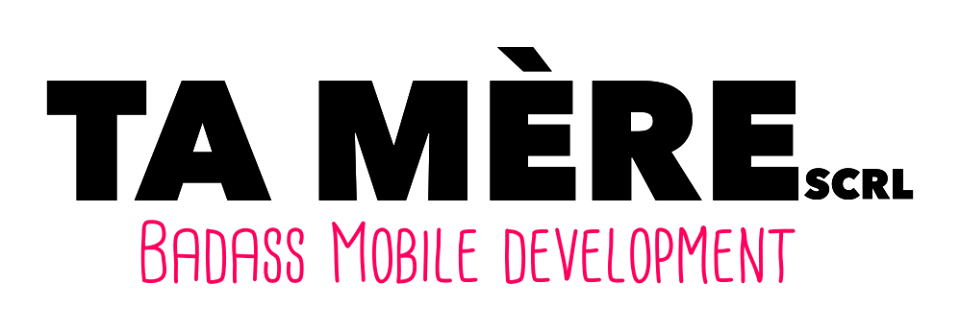 TA MÈRE SCRL
BADASS MOBILE DEVELOPMENT